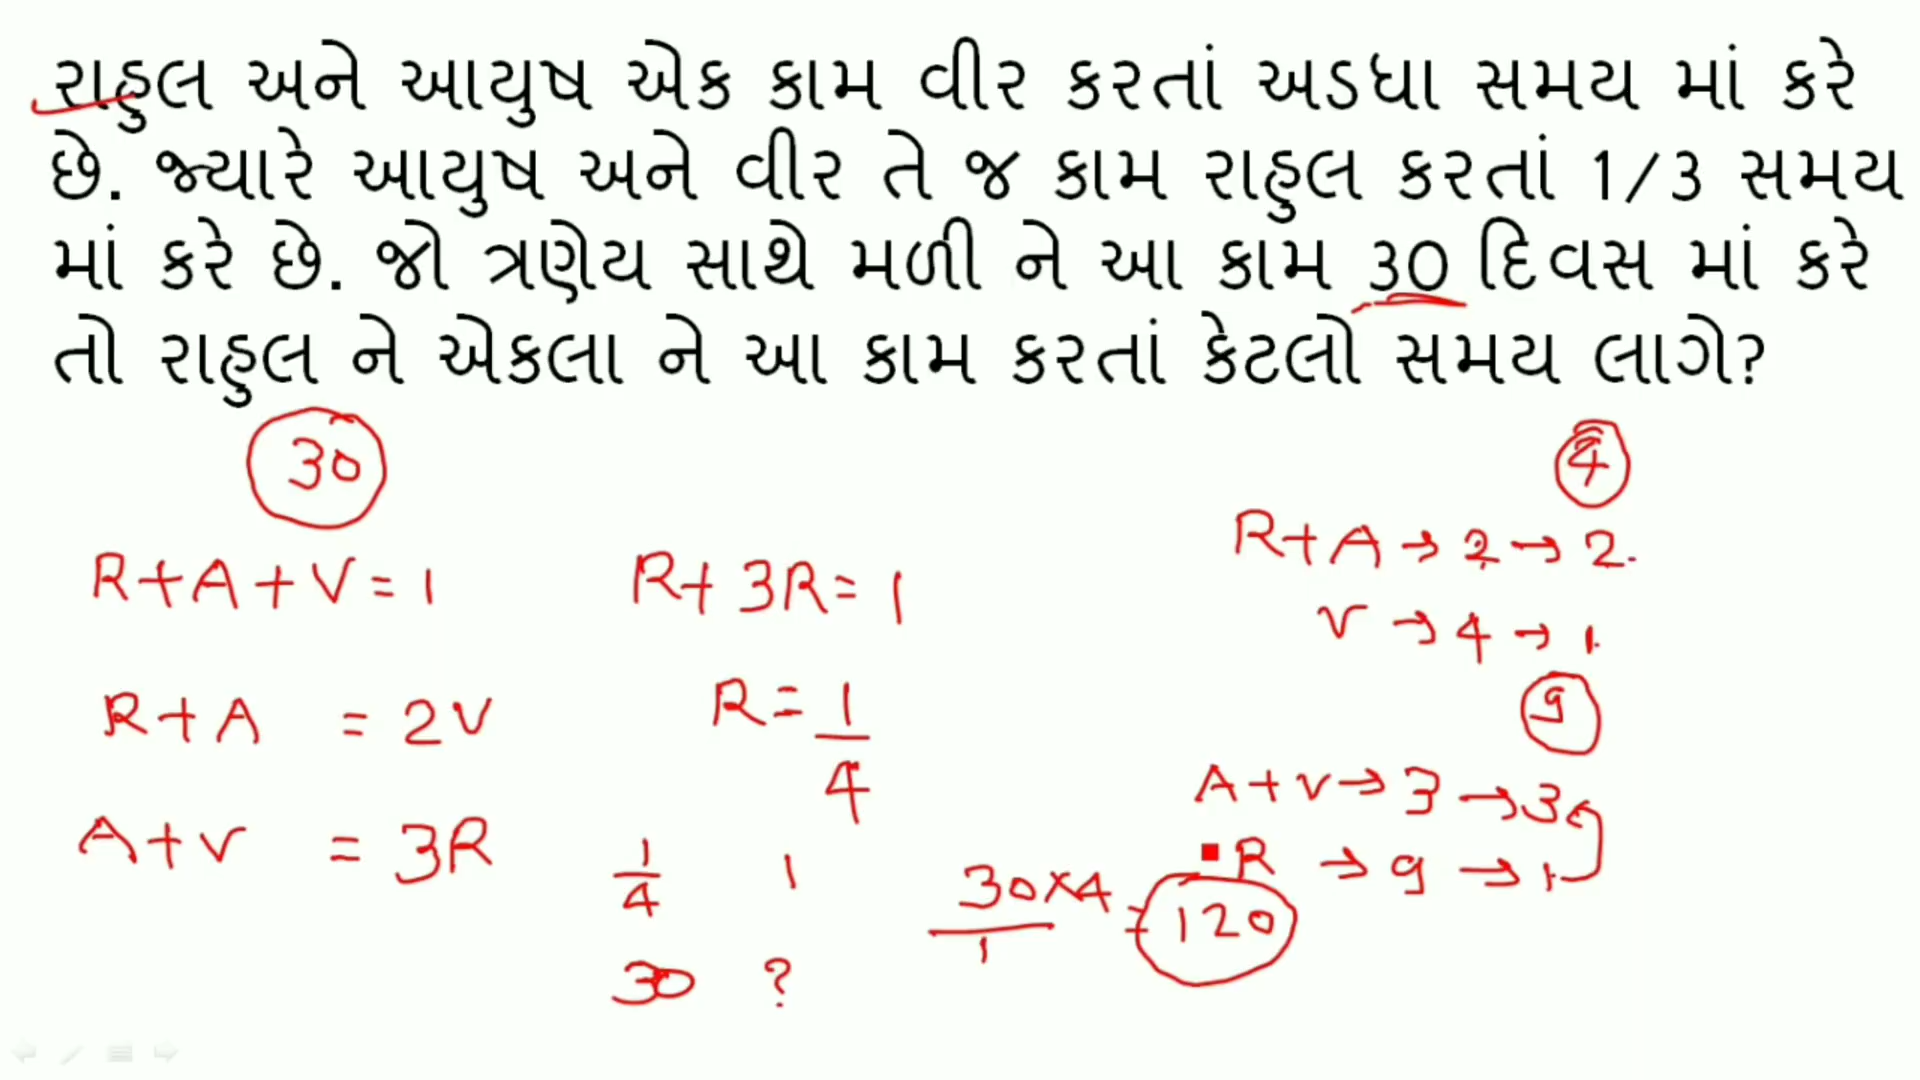 રાહુલ અને આયુષ એક કામ વીર કરતાં અડધા સમય માં કરે
છે. જ્યારે આયુષ અને વીર તે જ કામ રાહુલ કરતાં 1/3 સમય
માં કરે છે. જો ત્રણેય સાથે મળી ને આ કામ 30 દિવસ માં કરે
તો રાહુલ ને એકલા ને આ કામ કરતાં કેટલો સમય લાગે?
30
R+A+V=1
R+A = 2V
A+V = 3R
R+3R=1
R=1/4
1/4 1
30 ?
30×4/1 = 120
4
R+A→2→2
V→4→1
9
A+V→3→3
R→9→1